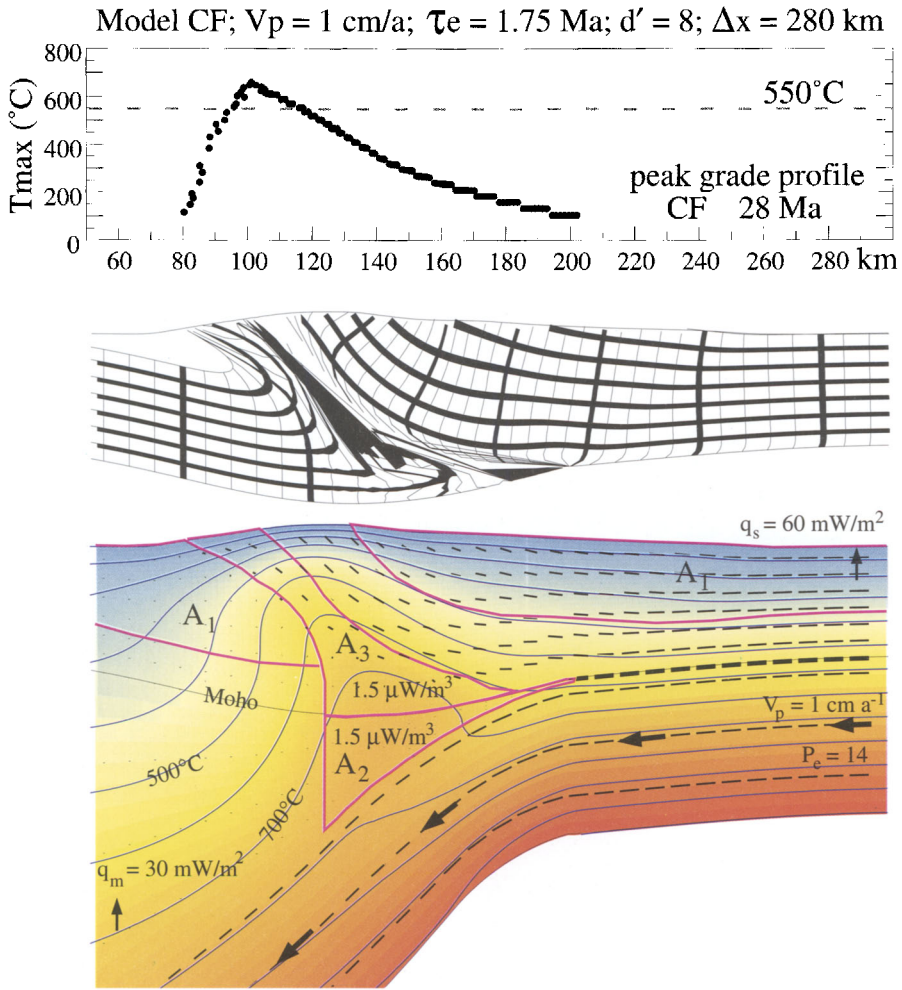 Model CF; Vp = 1 cm/a; τe = 1.75 Ma; d′ = 8; Δx = 280 km
800
600
400
200
0
Tmax (°C)
550°C
peak grade profile
CF 28 Ma
60 80 100 120 140 160 180 200 220 240 260 280 km
qs = 60 mW/m²
A1
A1
A3
1.5 μW/m³
Moho
Vp = 1 cm a⁻¹
1.5 μW/m³
A2
Pe = 14
500°C
700°C
qm = 30 mW/m²